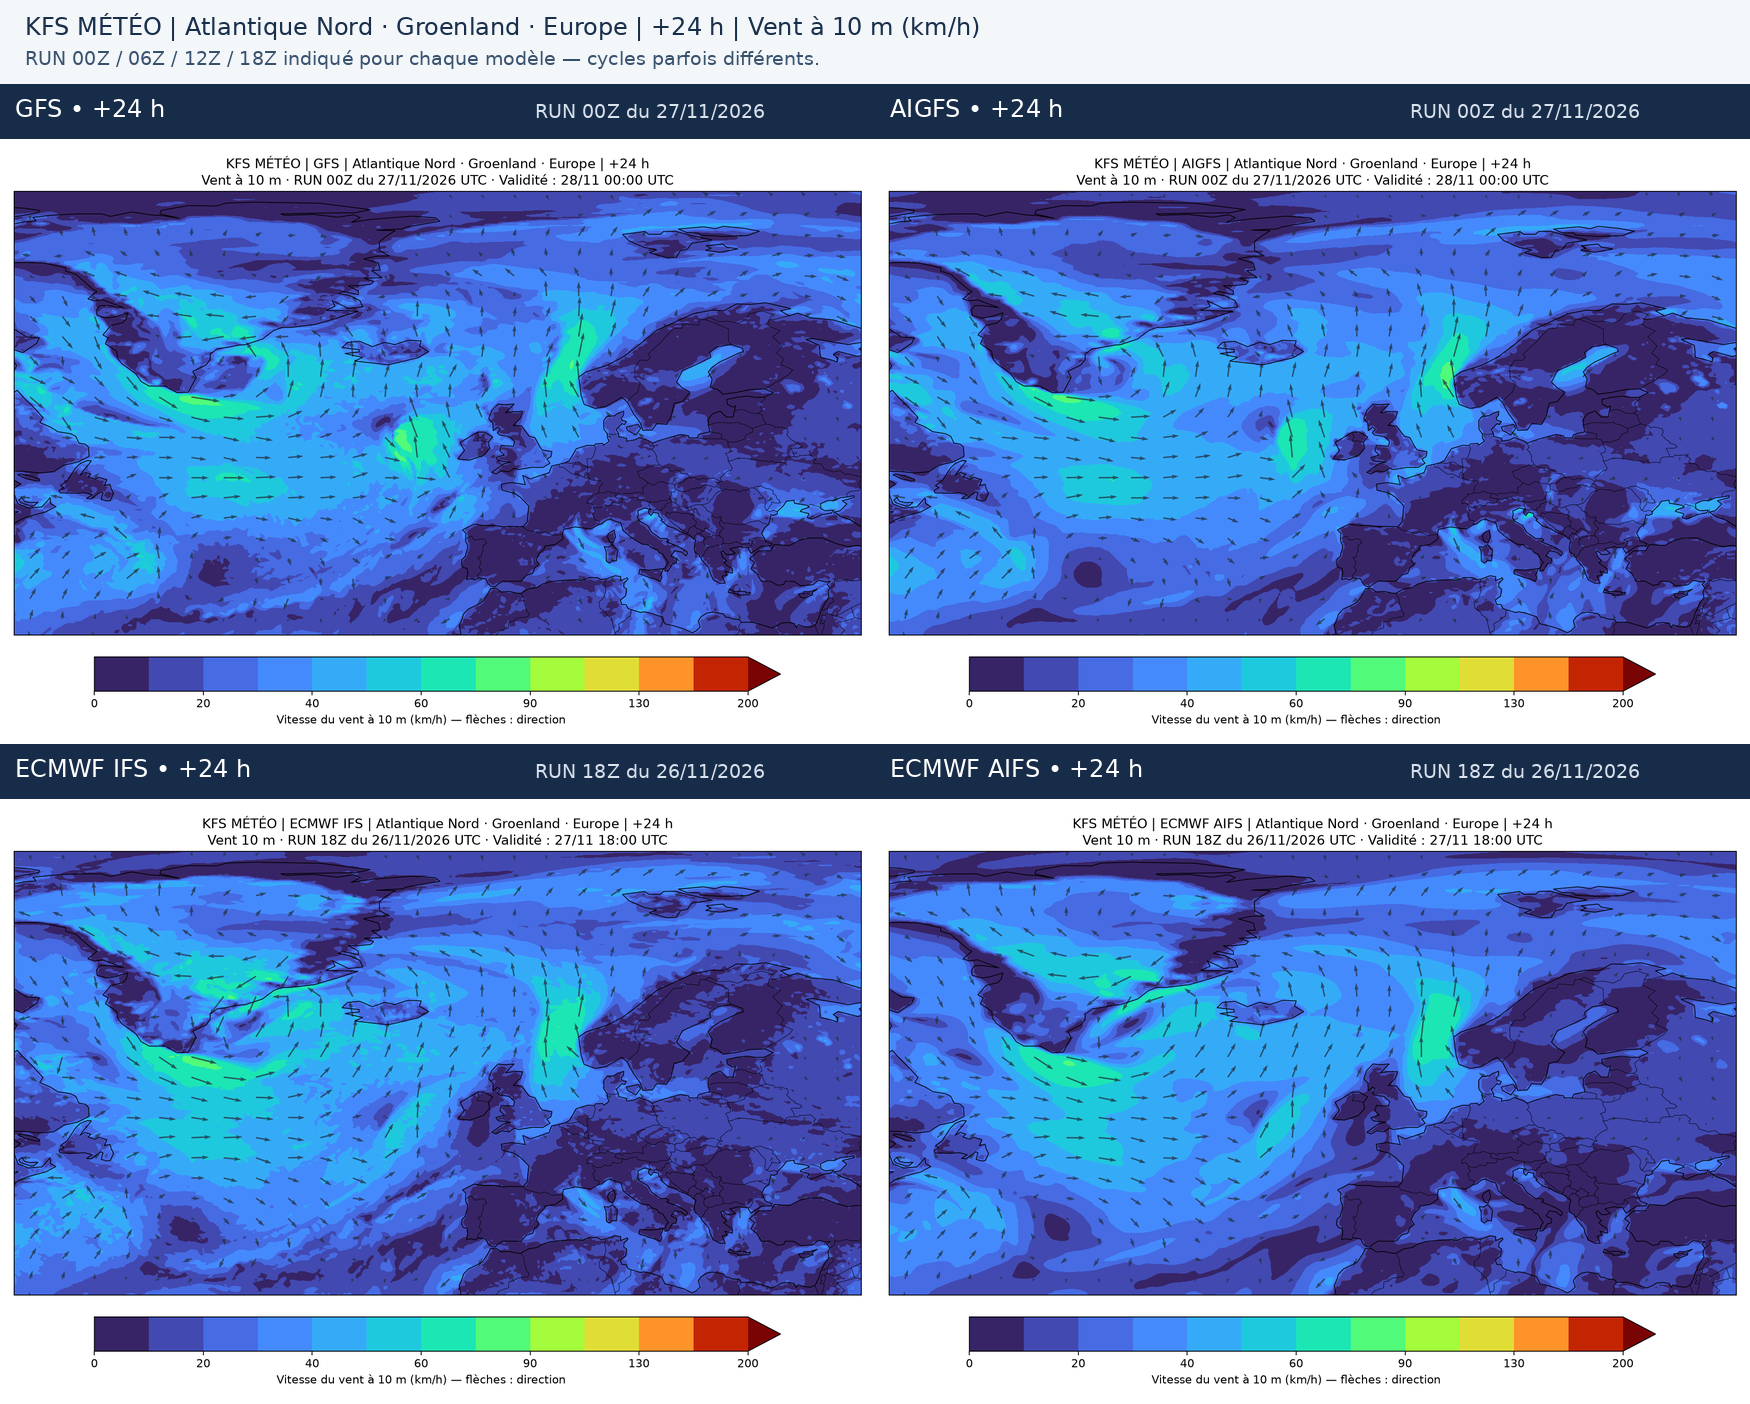 KFS MÉTÉO | Atlantique Nord · Groenland · Europe | +24 h | Vent à 10 m (km/h)
RUN 00Z / 06Z / 12Z / 18Z indiqué pour chaque modèle — cycles parfois différents.
GFS • +24 h
RUN 00Z du 27/11/2026
KFS MÉTÉO | GFS | Atlantique Nord · Groenland · Europe | +24 h
Vent à 10 m · RUN 00Z du 27/11/2026 UTC · Validité : 28/11 00:00 UTC
0 20 40 60 90 130 200
Vitesse du vent à 10 m (km/h) — flèches : direction
AIGFS • +24 h
RUN 00Z du 27/11/2026
KFS MÉTÉO | AIGFS | Atlantique Nord · Groenland · Europe | +24 h
Vent à 10 m · RUN 00Z du 27/11/2026 UTC · Validité : 28/11 00:00 UTC
0 20 40 60 90 130 200
Vitesse du vent à 10 m (km/h) — flèches : direction
ECMWF IFS • +24 h
RUN 18Z du 26/11/2026
KFS MÉTÉO | ECMWF IFS | Atlantique Nord · Groenland · Europe | +24 h
Vent 10 m · RUN 18Z du 26/11/2026 UTC · Validité : 27/11 18:00 UTC
0 20 40 60 90 130 200
Vitesse du vent à 10 m (km/h) — flèches : direction
ECMWF AIFS • +24 h
RUN 18Z du 26/11/2026
KFS MÉTÉO | ECMWF AIFS | Atlantique Nord · Groenland · Europe | +24 h
Vent 10 m · RUN 18Z du 26/11/2026 UTC · Validité : 27/11 18:00 UTC
0 20 40 60 90 130 200
Vitesse du vent à 10 m (km/h) — flèches : direction